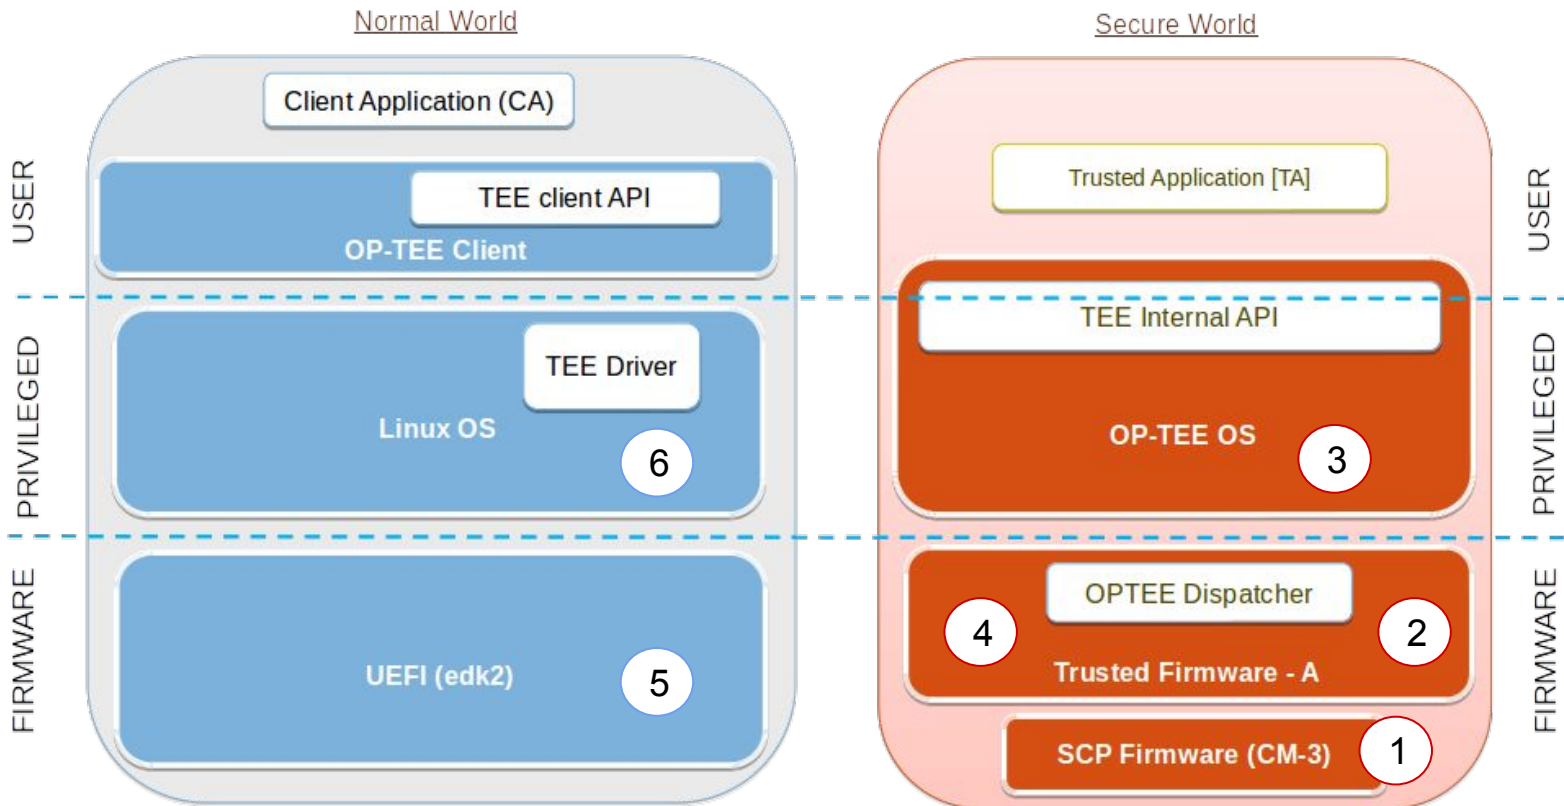 Normal World
Secure World
Client Application (CA)
TEE client API
OP-TEE Client
Trusted Application [TA]
USER
USER
TEE Driver
Linux OS
6
TEE Internal API
OP-TEE OS
3
PRIVILEGED
PRIVILEGED
UEFI (edk2)
5
OPTEE Dispatcher
4
2
Trusted Firmware - A
SCP Firmware (CM-3)
1
FIRMWARE
FIRMWARE